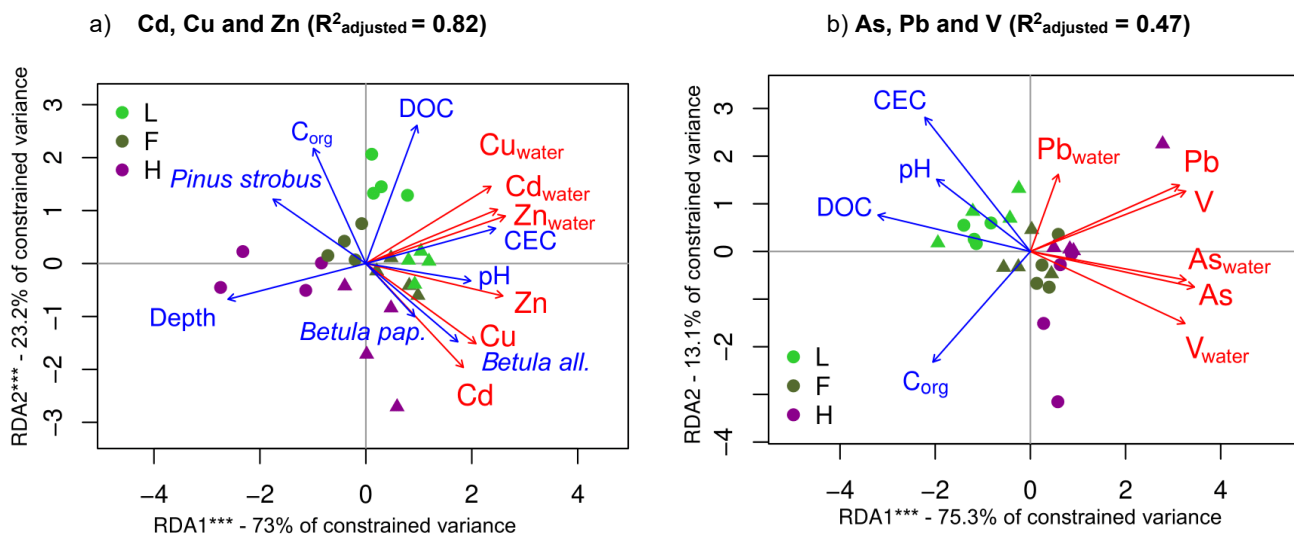 a) Cd, Cu and Zn (R²adjusted = 0.82)
RDA2*** - 23.2% of constrained variance
3
2
1
0
−1
−2
−3
L
F
H
DOC
Corg
Cuwater
Pinus strobus
Cdwater
Znwater
CEC
pH
Zn
Depth
Betula pap.
Cu
Betula all.
Cd
−4
−2
0
2
4
RDA1*** - 73% of constrained variance
b) As, Pb and V (R²adjusted = 0.47)
RDA2 - 13.1% of constrained variance
3
2
0
−2
−4
CEC
Pbwater
Pb
pH
V
DOC
Aswater
As
Vwater
Corg
L
F
H
−4
−2
0
2
4
RDA1*** - 75.3% of constrained variance